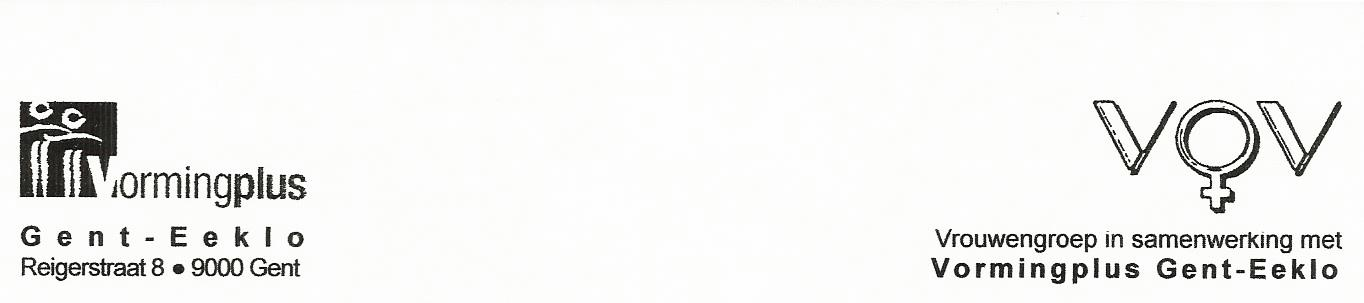 Vormingplus
Gent-Eeklo
Reigerstraat 8 • 9000 Gent
VOV
Vrouwengroep in samenwerking met
Vormingplus Gent-Eeklo